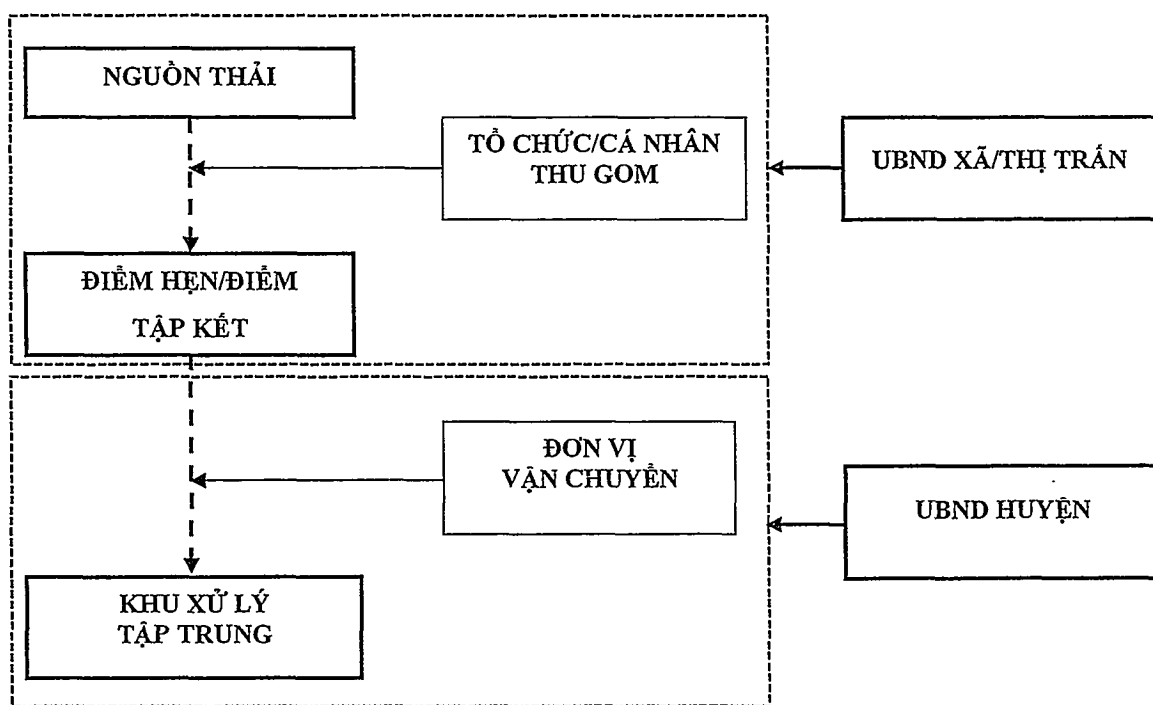 NGUỒN THẢI
TỔ CHỨC/CÁ NHÂN
THU GOM
UBND XÃ/THỊ TRẤN
ĐIỂM HẸN/ĐIỂM
TẬP KẾT
ĐƠN VỊ
VẬN CHUYỂN
UBND HUYỆN
KHU XỬ LÝ
TẬP TRUNG